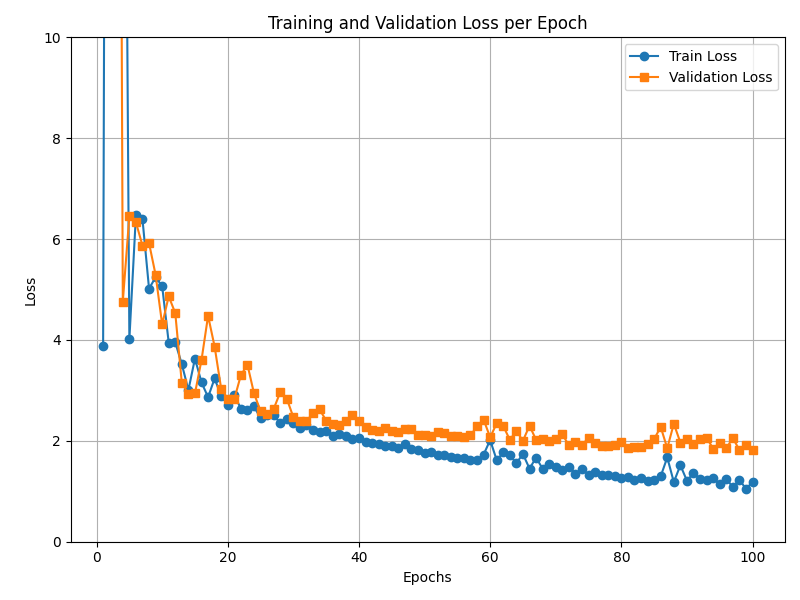 Training and Validation Loss per Epoch
Train Loss
Validation Loss
10
8
6
4
2
0
Loss
0 20 40 60 80 100
Epochs